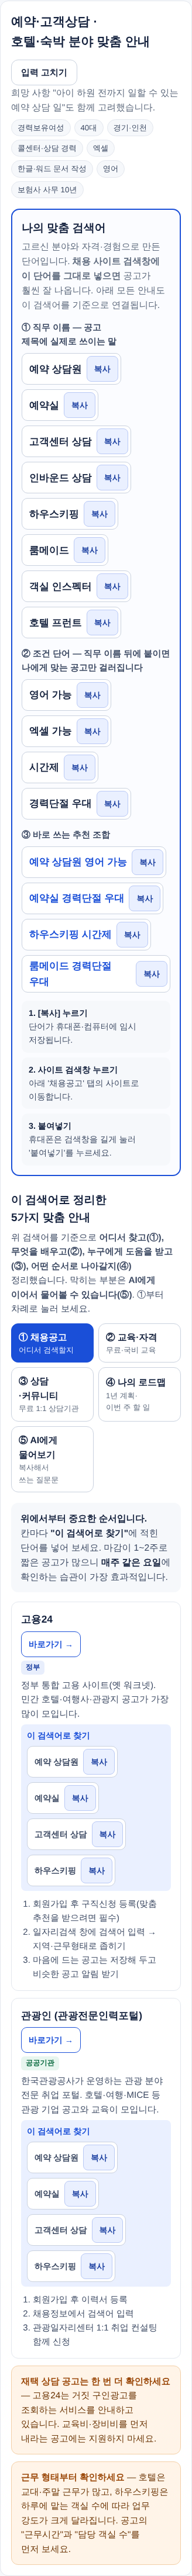 예약·고객상담 ·
호텔·숙박 분야 맞춤 안내
입력 고치기
희망 사항 "아이 하원 전까지 일할 수 있는
예약 상담 일"도 함께 고려했습니다.
경력보유여성
40대
경기·인천
콜센터·상담 경력
엑셀
한글·워드 문서 작성
영어
보험사 사무 10년
나의 맞춤 검색어
고르신 분야와 자격·경험으로 만든
단어입니다. 채용 사이트 검색창에
이 단어를 그대로 넣으면 공고가
훨씬 잘 나옵니다. 아래 모든 안내도
이 검색어를 기준으로 연결됩니다.
① 직무 이름 — 공고
제목에 실제로 쓰이는 말
예약 상담원 복사
예약실 복사
고객센터 상담 복사
인바운드 상담 복사
하우스키핑 복사
룸메이드 복사
객실 인스펙터 복사
호텔 프런트 복사
② 조건 단어 — 직무 이름 뒤에 붙이면
나에게 맞는 공고만 걸러집니다
영어 가능 복사
엑셀 가능 복사
시간제 복사
경력단절 우대 복사
③ 바로 쓰는 추천 조합
예약 상담원 영어 가능 복사
예약실 경력단절 우대 복사
하우스키핑 시간제 복사
룸메이드 경력단절
우대
복사
1. [복사] 누르기
단어가 휴대폰·컴퓨터에 임시
저장됩니다.
2. 사이트 검색창 누르기
아래 '채용공고' 탭의 사이트로
이동합니다.
3. 붙여넣기
휴대폰은 검색창을 길게 눌러
'붙여넣기'를 누르세요.
이 검색어로 정리한
5가지 맞춤 안내
위 검색어를 기준으로 어디서 찾고(①),
무엇을 배우고(②), 누구에게 도움을 받고
(③), 어떤 순서로 나아갈지(④)
정리했습니다. 막히는 부분은 AI에게
이어서 물어볼 수 있습니다(⑤). ①부터
차례로 눌러 보세요.
① 채용공고
어디서 검색할지
② 교육·자격
무료·국비 교육
③ 상담
·커뮤니티
무료 1:1 상담기관
④ 나의 로드맵
1년 계획·
이번 주 할 일
⑤ AI에게
물어보기
복사해서
쓰는 질문문
위에서부터 중요한 순서입니다.
칸마다 "이 검색어로 찾기"에 적힌
단어를 넣어 보세요. 마감이 1~2주로
짧은 공고가 많으니 매주 같은 요일에
확인하는 습관이 가장 효과적입니다.
고용24
바로가기 →
정부
정부 통합 고용 사이트(옛 워크넷).
민간 호텔·여행사·관광지 공고가 가장
많이 모입니다.
이 검색어로 찾기
예약 상담원 복사
예약실 복사
고객센터 상담 복사
하우스키핑 복사
1. 회원가입 후 구직신청 등록(맞춤
추천을 받으려면 필수)
2. 일자리검색 창에 검색어 입력 →
지역·근무형태로 좁히기
3. 마음에 드는 공고는 저장해 두고
비슷한 공고 알림 받기
관광인 (관광전문인력포털)
바로가기 →
공공기관
한국관광공사가 운영하는 관광 분야
전문 취업 포털. 호텔·여행·MICE 등
관광 기업 공고와 교육이 모입니다.
이 검색어로 찾기
예약 상담원 복사
예약실 복사
고객센터 상담 복사
하우스키핑 복사
1. 회원가입 후 이력서 등록
2. 채용정보에서 검색어 입력
3. 관광일자리센터 1:1 취업 컨설팅
함께 신청
재택 상담 공고는 한 번 더 확인하세요
— 고용24는 거짓 구인광고를
조회하는 서비스를 안내하고
있습니다. 교육비·장비비를 먼저
내라는 공고에는 지원하지 마세요.
근무 형태부터 확인하세요 — 호텔은
교대·주말 근무가 많고, 하우스키핑은
하루에 맡는 객실 수에 따라 업무
강도가 크게 달라집니다. 공고의
"근무시간"과 "담당 객실 수"를
먼저 보세요.